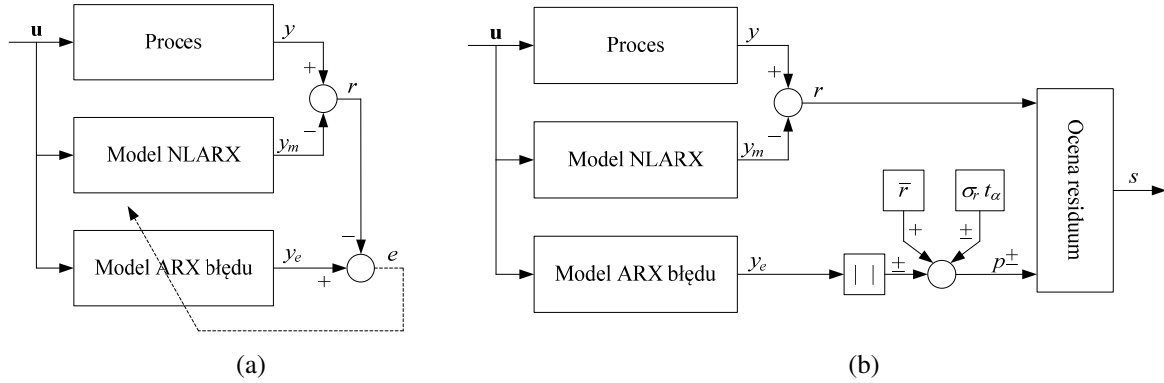 u
Proces
y
+
r
−
Model NLARX
y_m
−
Model ARX błędu
y_e
+
e
(a)
u
Proces
y
+
r
−
Model NLARX
y_m
r̅
σ_r t_α
+
±
Model ARX błędu
y_e
| |
±
p±
Ocena residuum
s
(b)